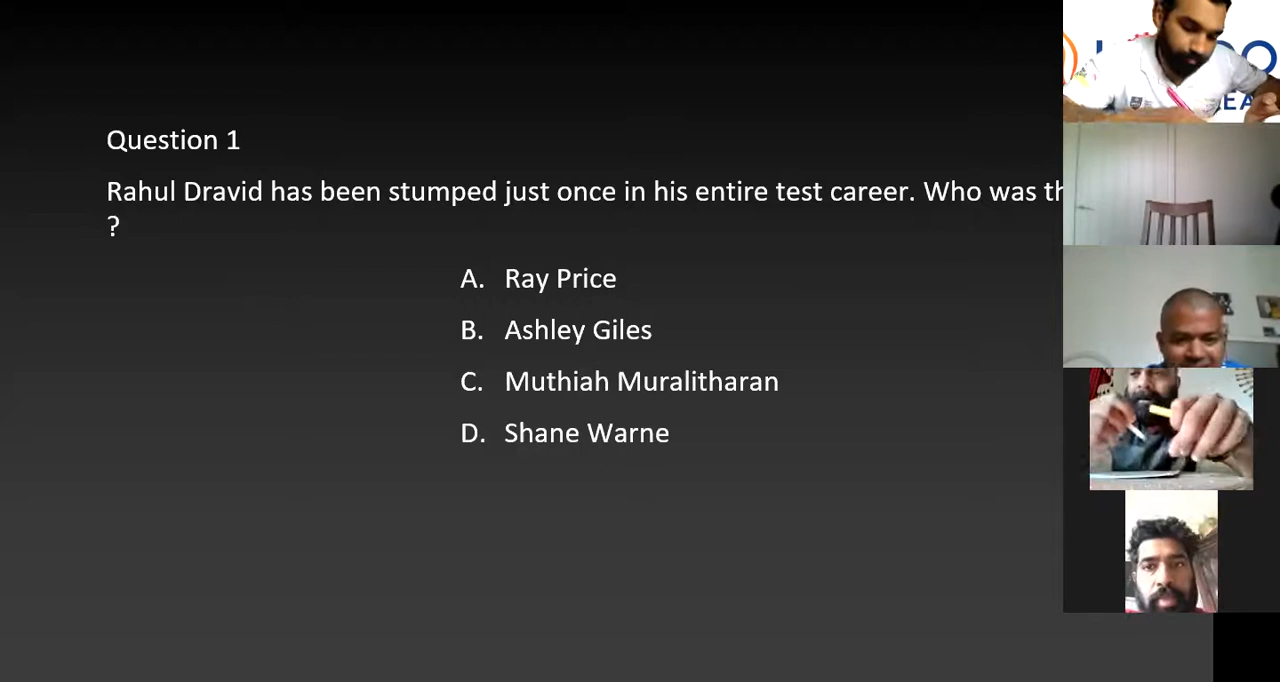 Question 1
Rahul Dravid has been stumped just once in his entire test career. Who was
?
A. Ray Price
B. Ashley Giles
C. Muthiah Muralitharan
D. Shane Warne